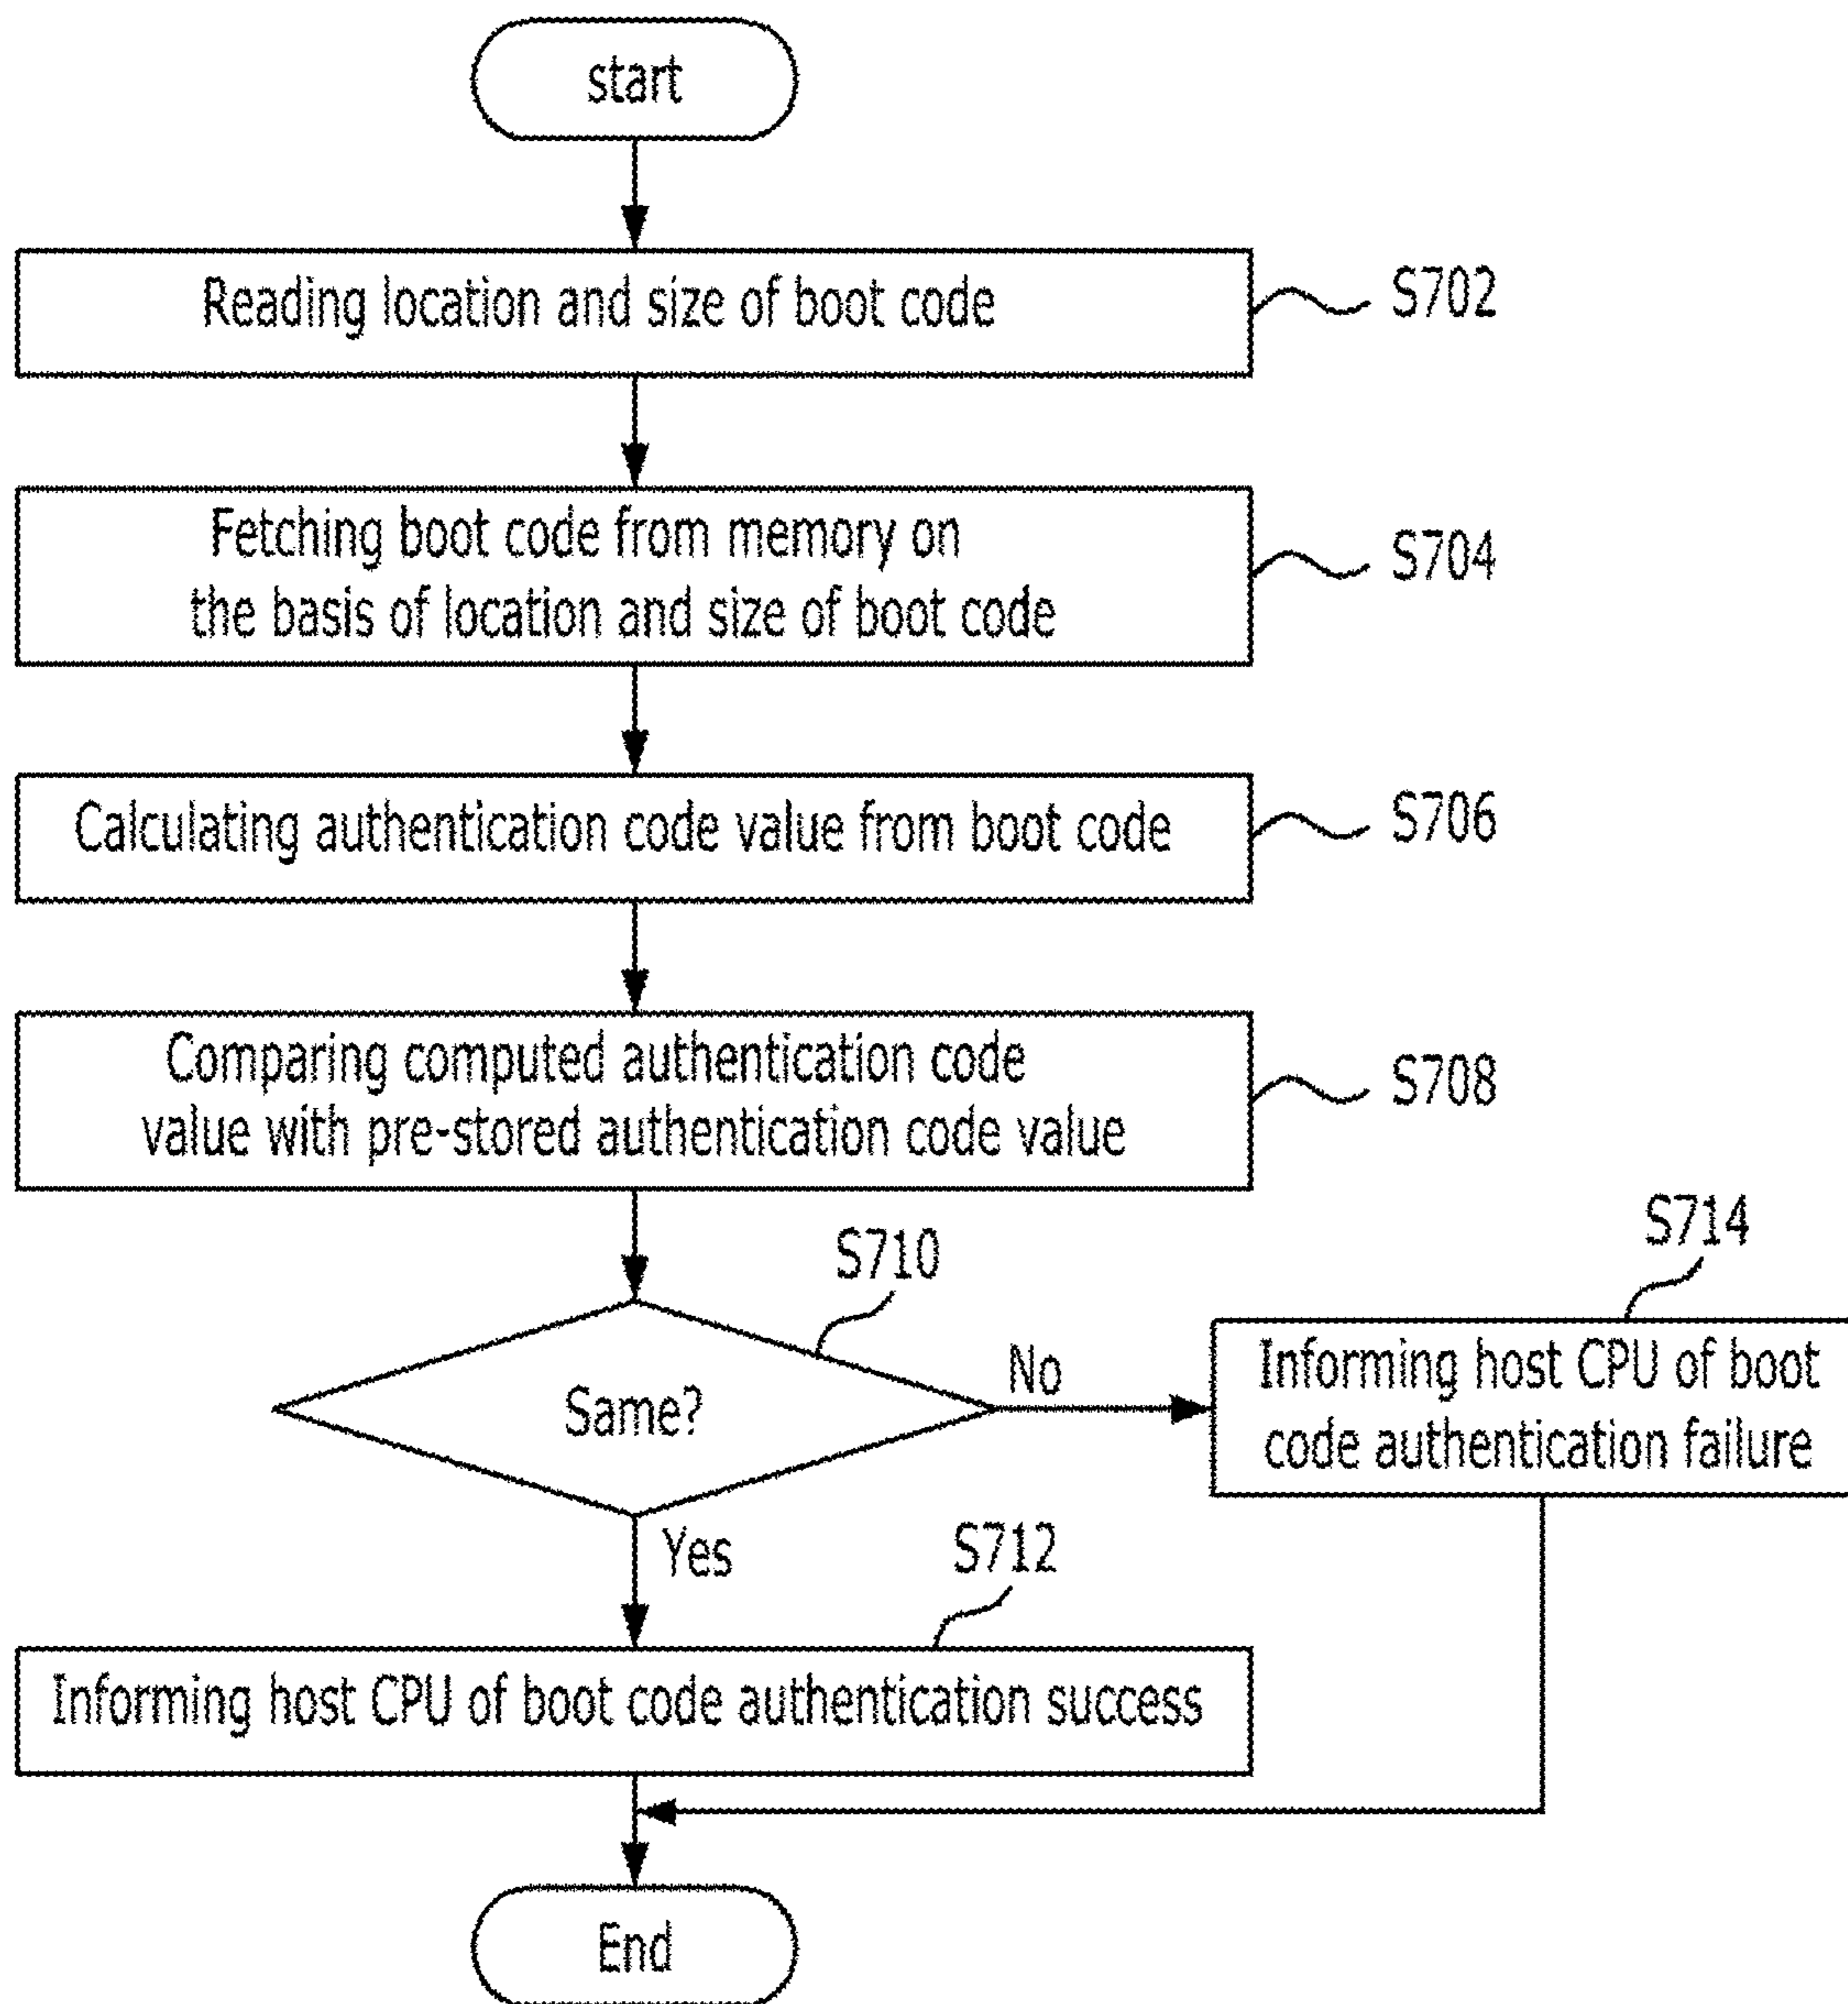 start
Reading location and size of boot code
S702
Fetching boot code from memory on
the basis of location and size of boot code
S704
Calculating authentication code value from boot code
S706
Comparing computed authentication code
value with pre-stored authentication code value
S708
S710
Same?
No
Yes
S714
Informing host CPU of boot
code authentication failure
S712
Informing host CPU of boot code authentication success
End